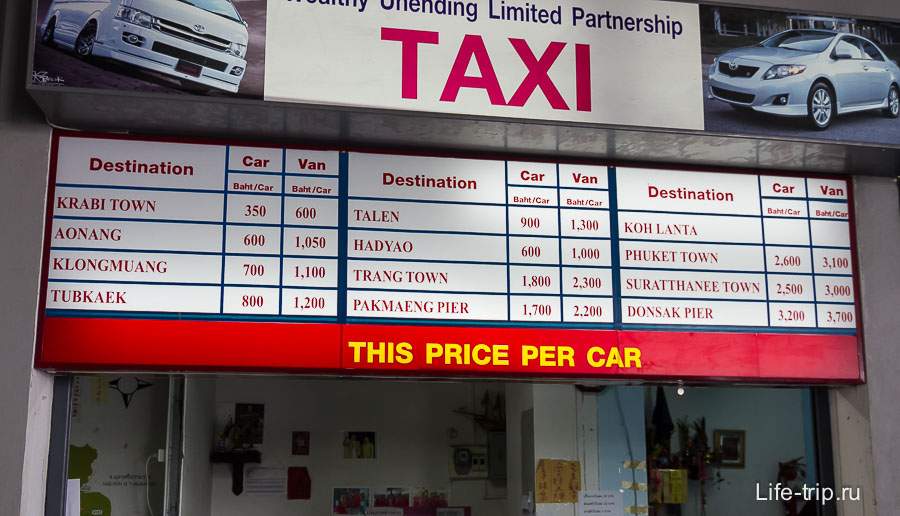 Wealthy Unending Limited Partnership
TAXI
Destination Car Van
Baht/Car Baht/Car
KRABI TOWN 350 600
AONANG 600 1,050
KLONGMUANG 700 1,100
TUBKAEK 800 1,200
Destination Car Van
Baht/Car Baht/Car
TALEN 900 1,300
HADYAO 600 1,000
TRANG TOWN 1,800 2,300
PAKMAENG PIER 1,700 2,200
Destination Car Van
Baht/Car Baht/Car
KOH LANTA
PHUKET TOWN 2,600 3,100
SURATTHANEE TOWN 2,500 3,000
DONSAK PIER 3,200 3,700
THIS PRICE PER CAR
Life-trip.ru